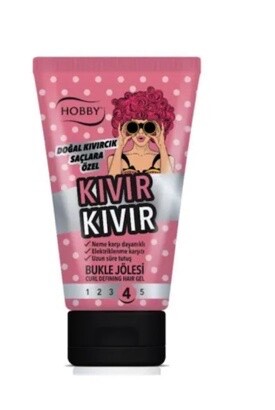 HOBBY
DOĞAL KIVIRCIK
SAÇLARA
ÖZEL
KIVIR
KIVIR
Neme karşı dayanıklı
Elektriklenme karşıtı
Uzun süre tutuş
BUKLE JÖLESİ
CURL DEFINING HAIR GEL
1 2 3 4 5